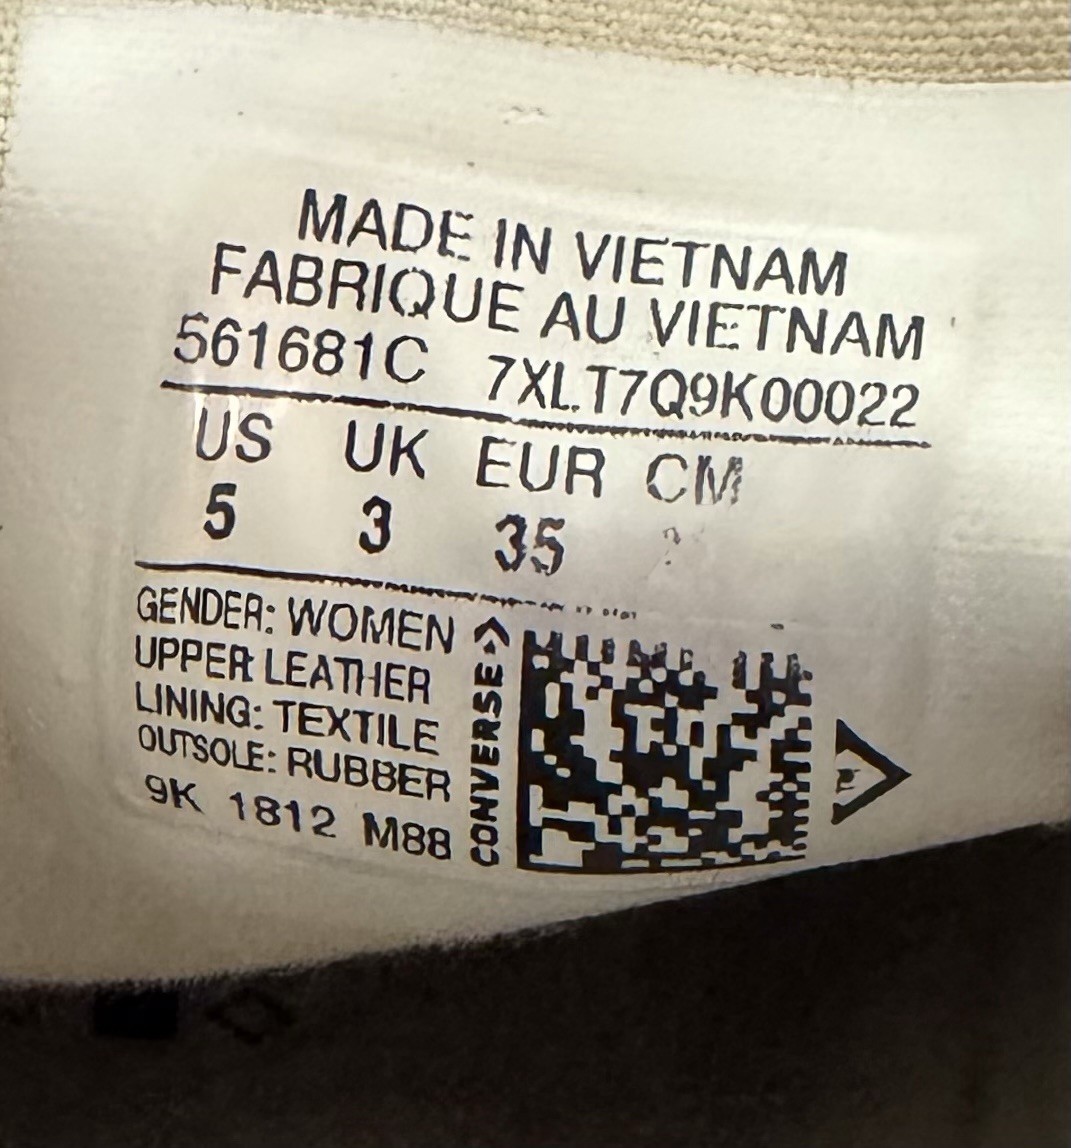 MADE IN VIETNAM
FABRIQUE AU VIETNAM
561681C 7XLT7Q9K00022
US UK EUR CM
5 3 35
GENDER: WOMEN
UPPER LEATHER
LINING: TEXTILE
OUTSOLE: RUBBER
9K 1812 M88
CONVERSE